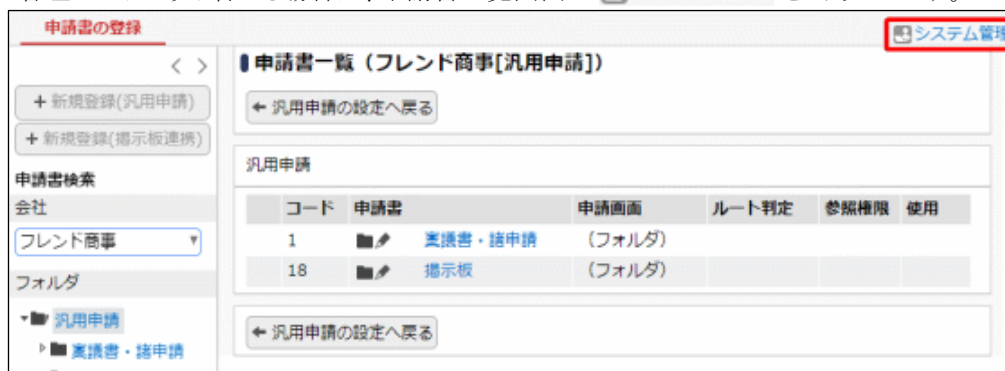 申請書の登録
システム管理
申請書一覧（フレンド商事[汎用申請]）
+ 新規登録(汎用申請)
← 汎用申請の設定へ戻る
+ 新規登録(掲示板連携)
汎用申請
申請書検索
会社
コード 申請書 申請画面 ルート判定 参照権限 使用
フレンド商事
1 稟議書・諸申請 (フォルダ)
18 掲示板 (フォルダ)
フォルダ
汎用申請
← 汎用申請の設定へ戻る
稟議書・諸申請